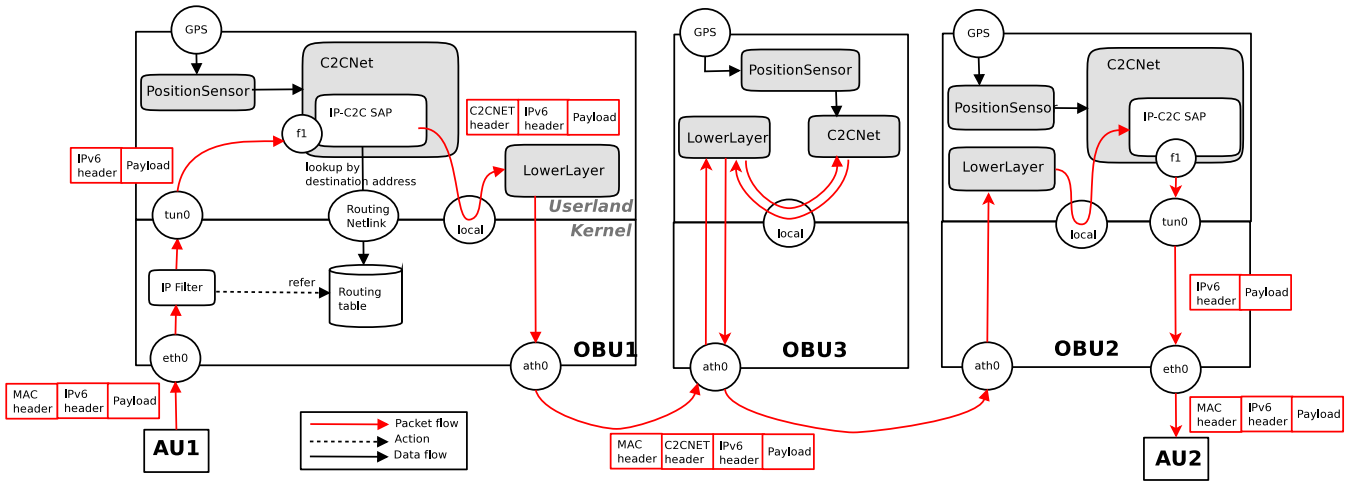 GPS
C2CNet
PositionSensor
IP-C2C SAP
f1
C2CNET
header
IPv6
header
Payload
IPv6
header
Payload
lookup by
destination address
LowerLayer
tun0
Routing
Netlink
local
Userland
Kernel
IP Filter
refer
Routing
table
eth0
OBU1
ath0
MAC
header
IPv6
header
Payload
AU1
Packet flow
Action
Data flow
GPS
PositionSensor
LowerLayer
C2CNet
local
OBU3
ath0
MAC
header
C2CNET
header
IPv6
header
Payload
GPS
C2CNet
PositionSensor
IP-C2C SAP
f1
LowerLayer
local
tun0
IPv6
header
Payload
OBU2
ath0
eth0
MAC
header
IPv6
header
Payload
AU2